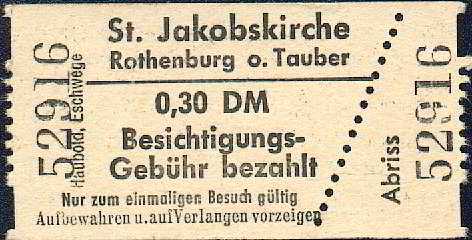 St. Jakobskirche
Rothenburg o. Tauber
0,30 DM
Besichtigungs-
Gebühr bezahlt
Nur zum einmaligen Besuch gültig
Aufbewahren u. auf Verlangen vorzeigen
52916
Haubold, Eschwege
Abriss
52916